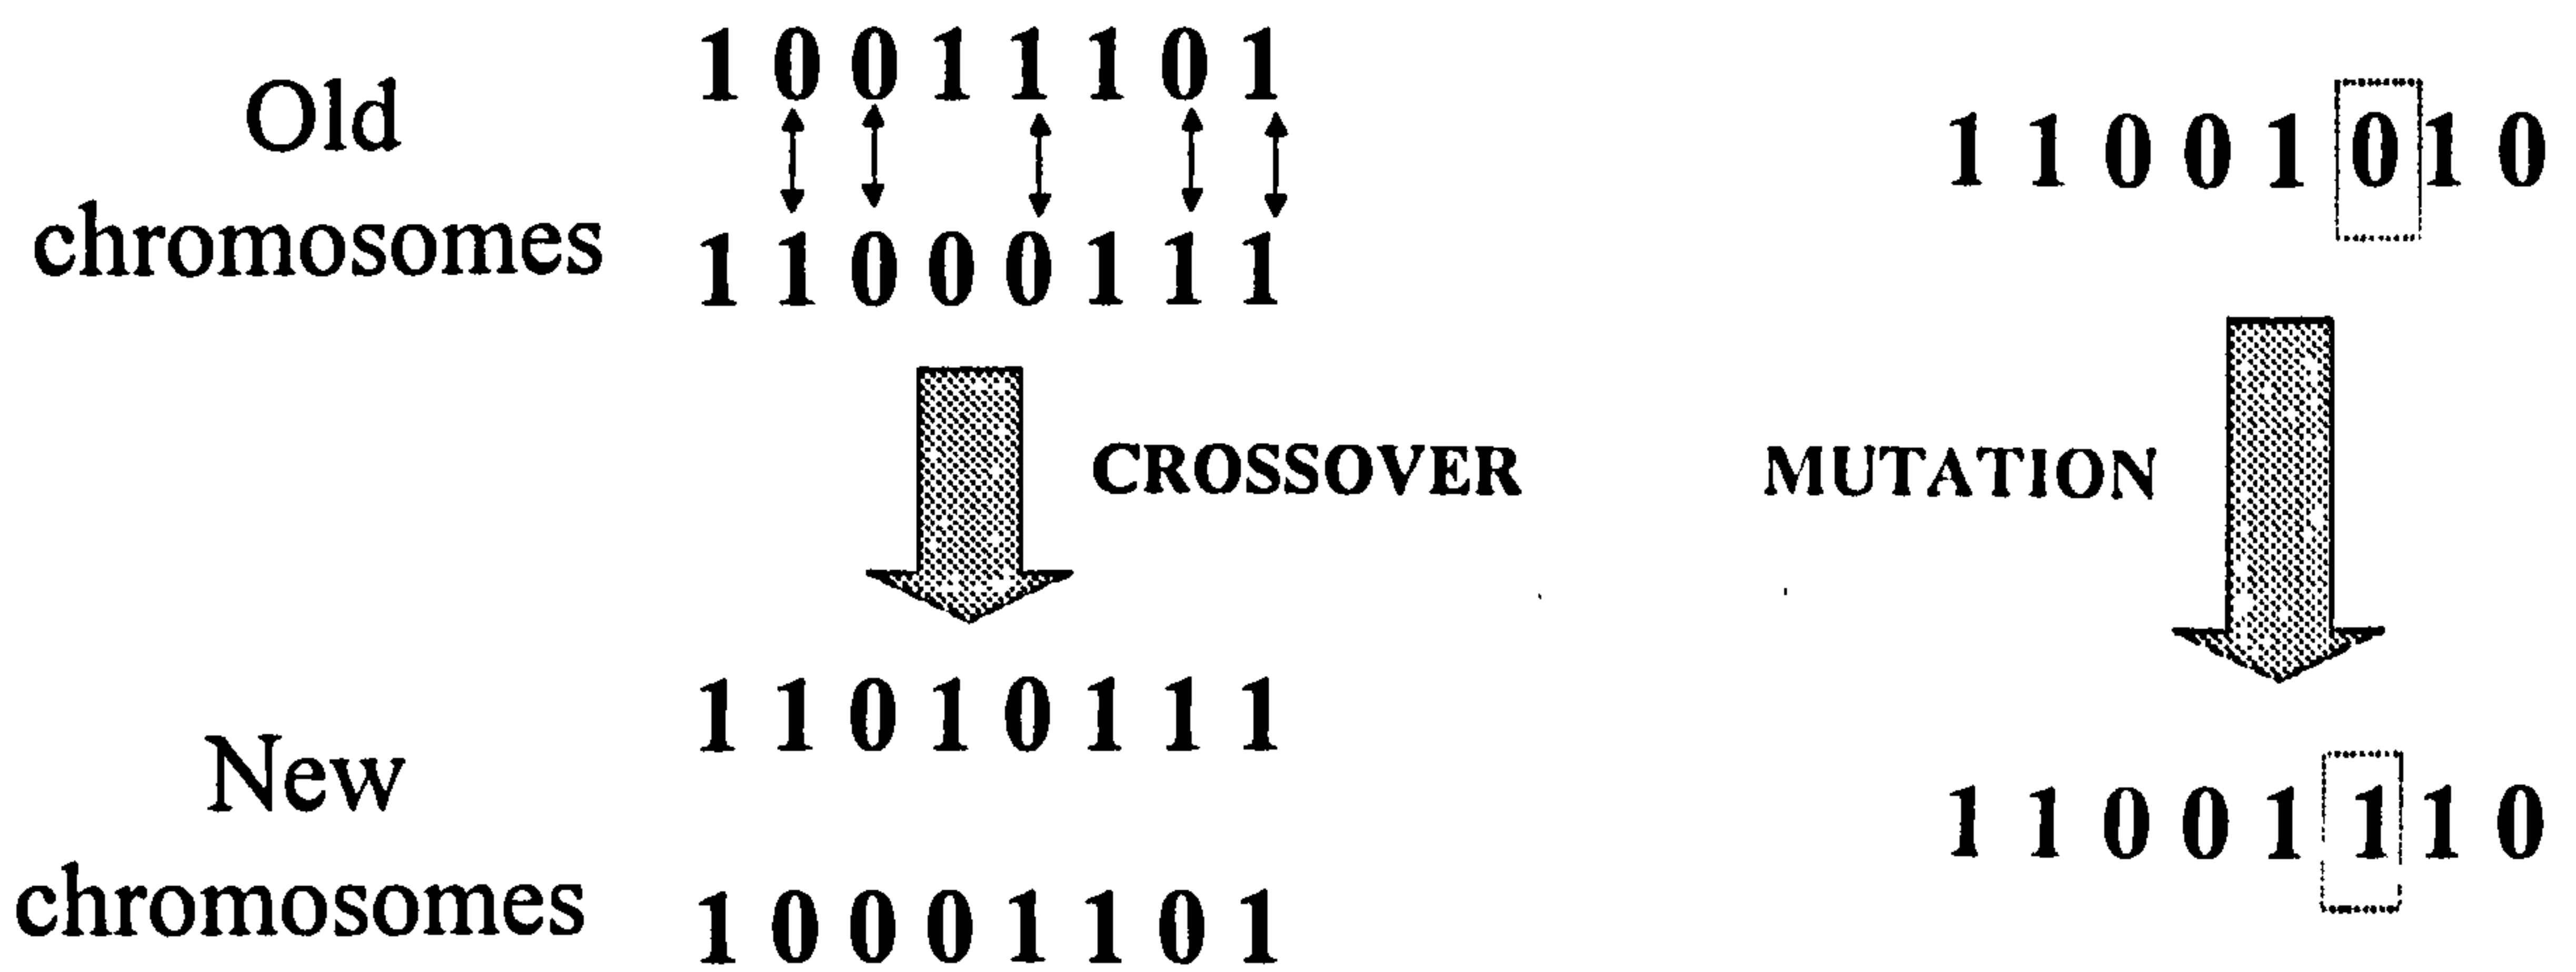 1 0 0 1 1 1 0 1
Old
chromosomes
1 1 0 0 0 1 1 1
1 1 0 0 1 0 1 0
CROSSOVER
MUTATION
1 1 0 1 0 1 1 1
New
chromosomes
1 0 0 0 1 1 0 1
1 1 0 0 1 1 1 0